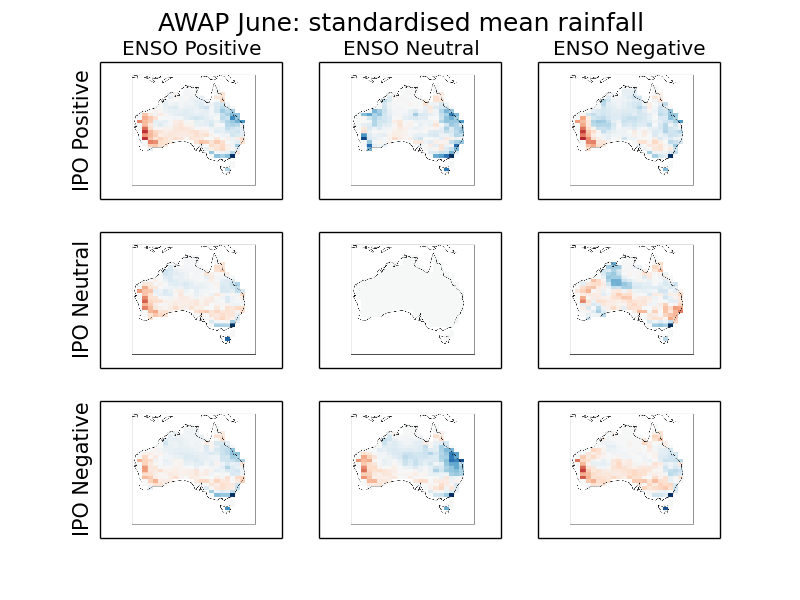 AWAP June: standardised mean rainfall
ENSO Positive
ENSO Neutral
ENSO Negative
IPO Positive
IPO Neutral
IPO Negative